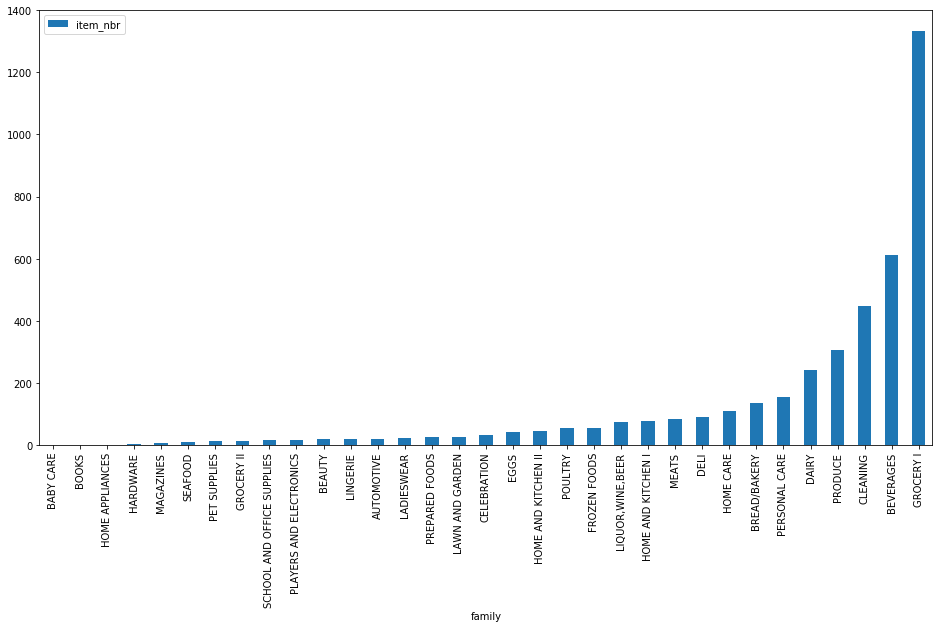 item_nbr
1400
1200
1000
800
600
400
200
0
BABY CARE
BOOKS
HOME APPLIANCES
HARDWARE
MAGAZINES
SEAFOOD
PET SUPPLIES
GROCERY II
SCHOOL AND OFFICE SUPPLIES
PLAYERS AND ELECTRONICS
BEAUTY
LINGERIE
AUTOMOTIVE
LADIESWEAR
PREPARED FOODS
LAWN AND GARDEN
CELEBRATION
EGGS
HOME AND KITCHEN II
POULTRY
FROZEN FOODS
LIQUOR,WINE,BEER
HOME AND KITCHEN I
MEATS
DELI
HOME CARE
BREAD/BAKERY
PERSONAL CARE
DAIRY
PRODUCE
CLEANING
BEVERAGES
GROCERY I
family